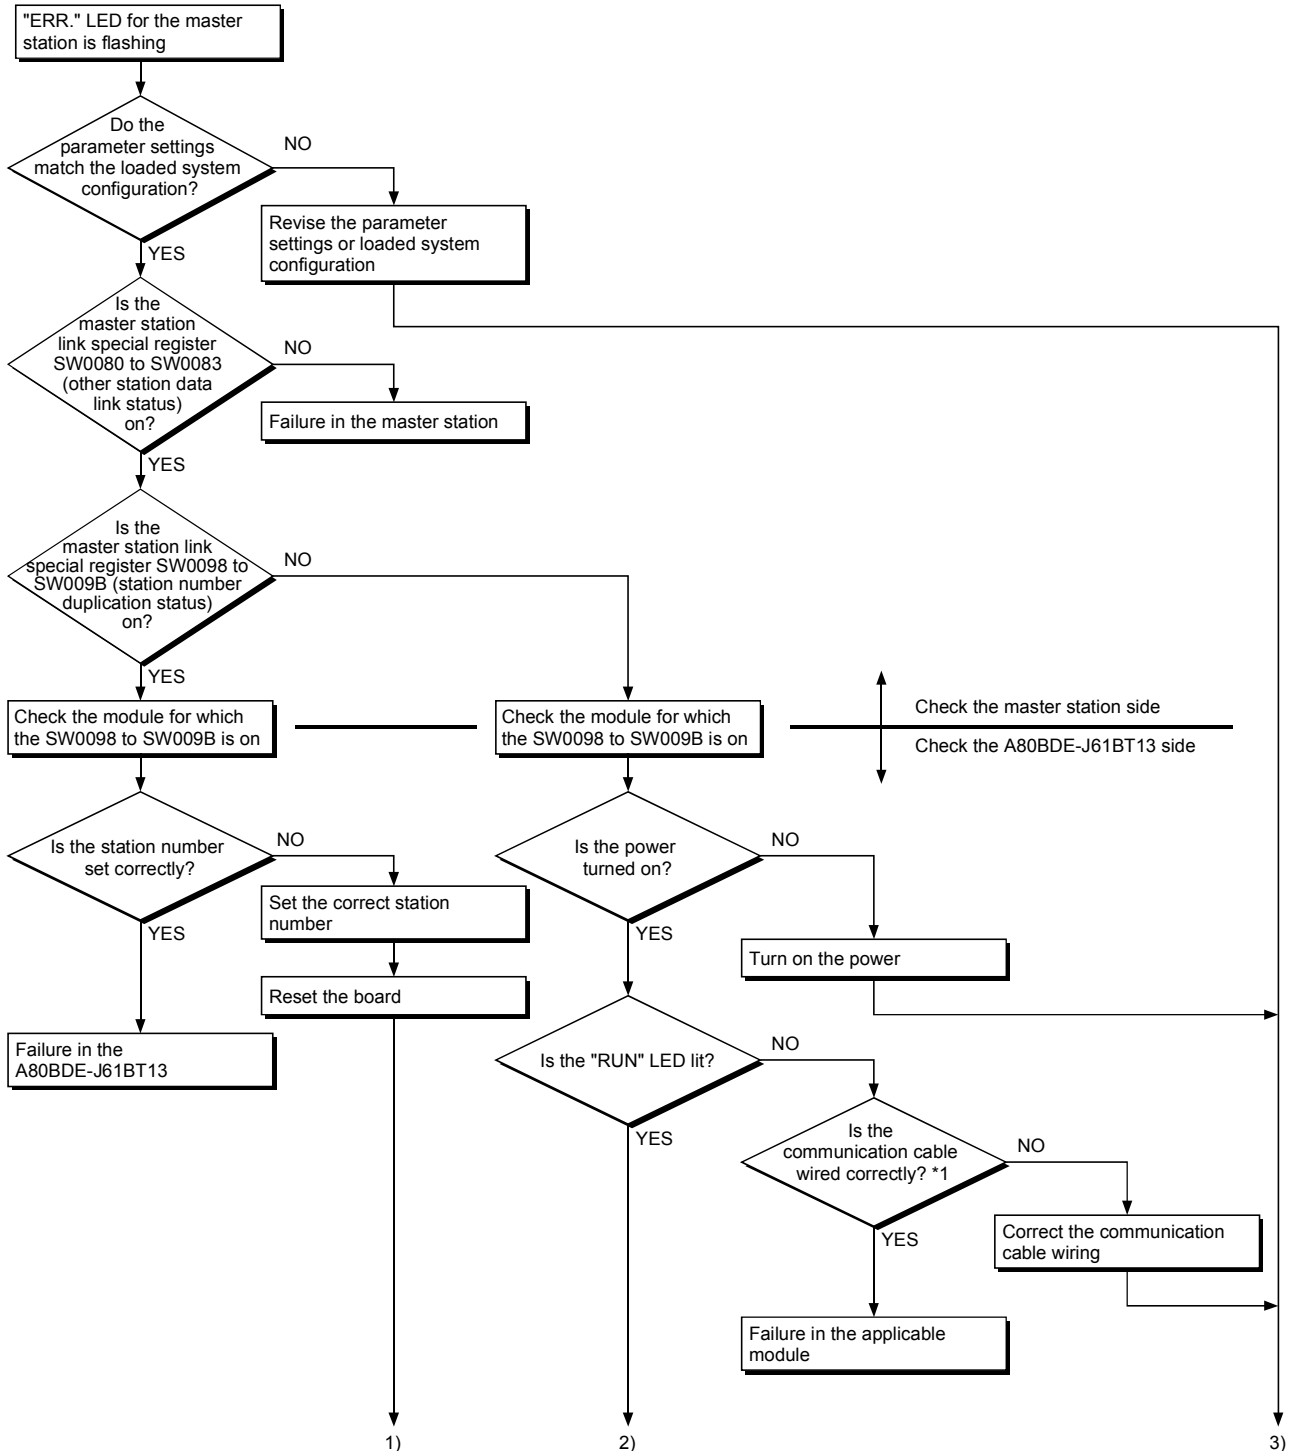 "ERR." LED for the master
station is flashing
Do the
parameter settings
match the loaded system
configuration?
NO
YES
Revise the parameter
settings or loaded system
configuration
Is the
master station
link special register
SW0080 to SW0083
(other station data
link status)
on?
NO
YES
Failure in the master station
Is the
master station link
special register SW0098 to
SW009B (station number
duplication status)
on?
NO
YES
Check the module for which
the SW0098 to SW009B is on
Check the module for which
the SW0098 to SW009B is on
Check the master station side
Check the A80BDE-J61BT13 side
Is the station number
set correctly?
NO
YES
Set the correct station
number
Reset the board
Failure in the
A80BDE-J61BT13
Is the power
turned on?
NO
YES
Turn on the power
Is the "RUN" LED lit?
NO
YES
Is the
communication cable
wired correctly? *1
NO
YES
Correct the communication
cable wiring
Failure in the applicable
module
1)
2)
3)